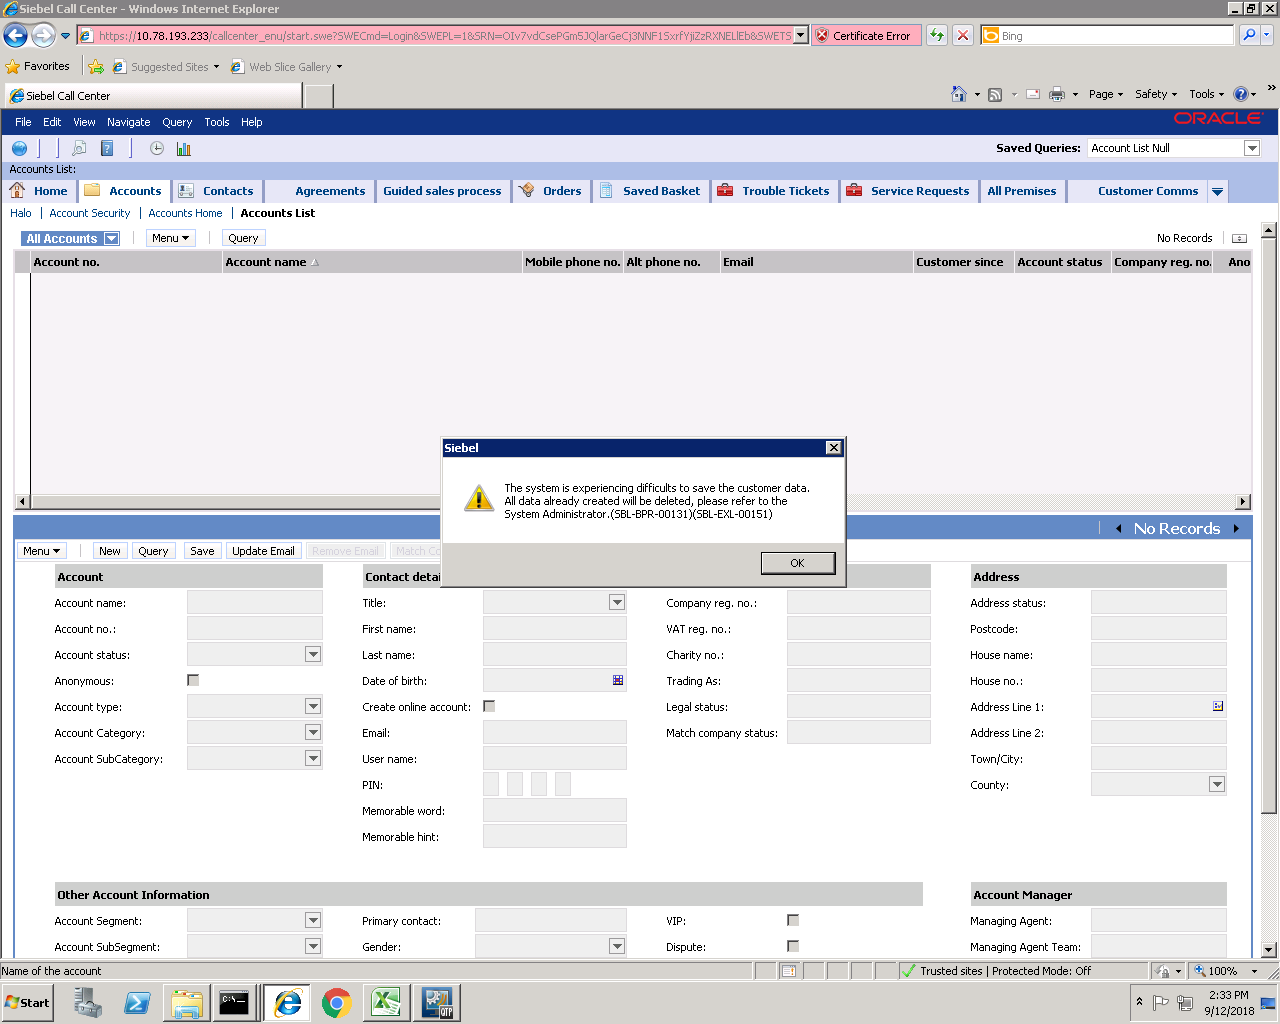 Siebel Call Center - Windows Internet Explorer
https://10.78.193.233/callcenter_enu/start.swe?SWECmd=Login&SWEPL=1&SRN=
Certificate Error
Bing
Favorites
Suggested Sites
Web Slice Gallery
Siebel Call Center
Page
Safety
Tools
File Edit View Navigate Query Tools Help
ORACLE
Saved Queries:
Account List Null
Accounts List:
Home
Accounts
Contacts
Agreements
Guided sales process
Orders
Saved Basket
Trouble Tickets
Service Requests
All Premises
Customer Comms
Halo | Account Security | Accounts Home | Accounts List
All Accounts
Menu
Query
No Records
Account no.
Account name
Mobile phone no.
Alt phone no.
Email
Customer since
Account status
Company reg. no.
Ano
Siebel
The system is experiencing difficults to save the customer data.
All data already created will be deleted, please refer to the
System Administrator.(SBL-BPR-00131)(SBL-EXL-00151)
OK
No Records
Menu
New
Query
Save
Update Email
Remove Email
Match Co
Account
Contact detai
Address
Account name:
Title:
Company reg. no.:
Address status:
Account no.:
First name:
VAT reg. no.:
Postcode:
Account status:
Last name:
Charity no.:
House name:
Anonymous:
Date of birth:
Trading As:
House no.:
Account type:
Create online account:
Legal status:
Address Line 1:
Account Category:
Email:
Match company status:
Address Line 2:
Account SubCategory:
User name:
Town/City:
PIN:
County:
Memorable word:
Memorable hint:
Other Account Information
Account Manager
Account Segment:
Primary contact:
VIP:
Managing Agent:
Account SubSegment:
Gender:
Dispute:
Managing Agent Team:
Name of the account
Trusted sites | Protected Mode: Off
100%
Start
C:\.
QTP
2:33 PM
9/12/2018